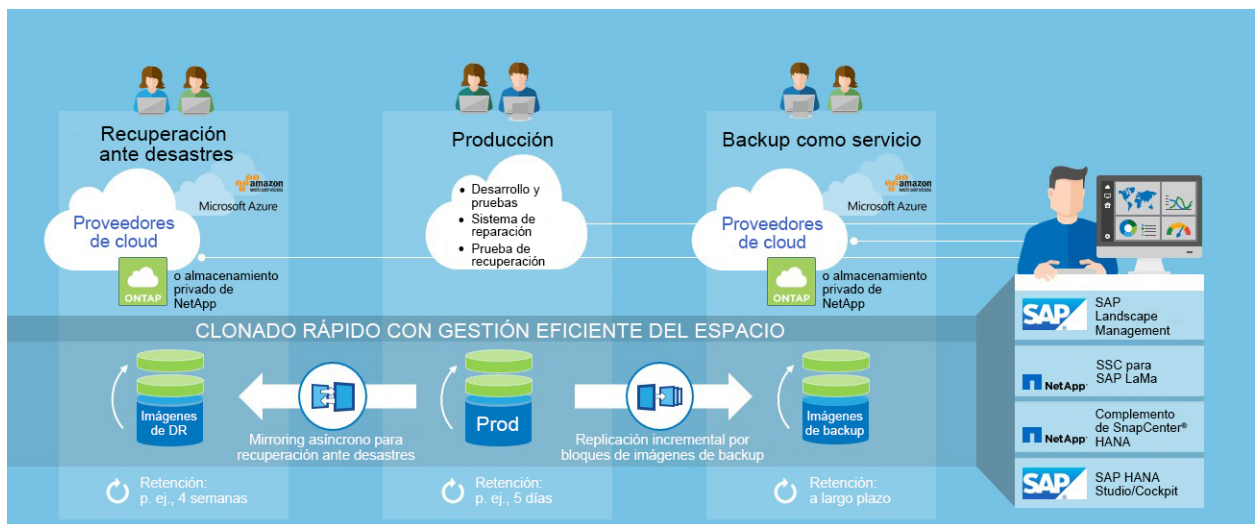 Recuperación
ante desastres
amazon
webservices
Microsoft Azure
Proveedores
de cloud
ONTAP
o almacenamiento
privado de
NetApp
Producción
• Desarrollo y
pruebas
• Sistema de
reparación
• Prueba de
recuperación
Backup como servicio
amazon
webservices
Microsoft Azure
Proveedores
de cloud
ONTAP
o almacenamiento
privado de
NetApp
CLONADO RÁPIDO CON GESTIÓN EFICIENTE DEL ESPACIO
Imágenes
de DR
Mirroring asíncrono para
recuperación ante desastres
Prod
Replicación incremental por
bloques de imágenes de backup
Imágenes
de backup
Retención:
p. ej., 4 semanas
Retención:
p. ej., 5 días
Retención:
a largo plazo
SAP
SAP
Landscape
Management
NetApp
SSC para
SAP LaMa
NetApp
Complemento
de SnapCenter®
HANA
SAP
SAP HANA
Studio/Cockpit